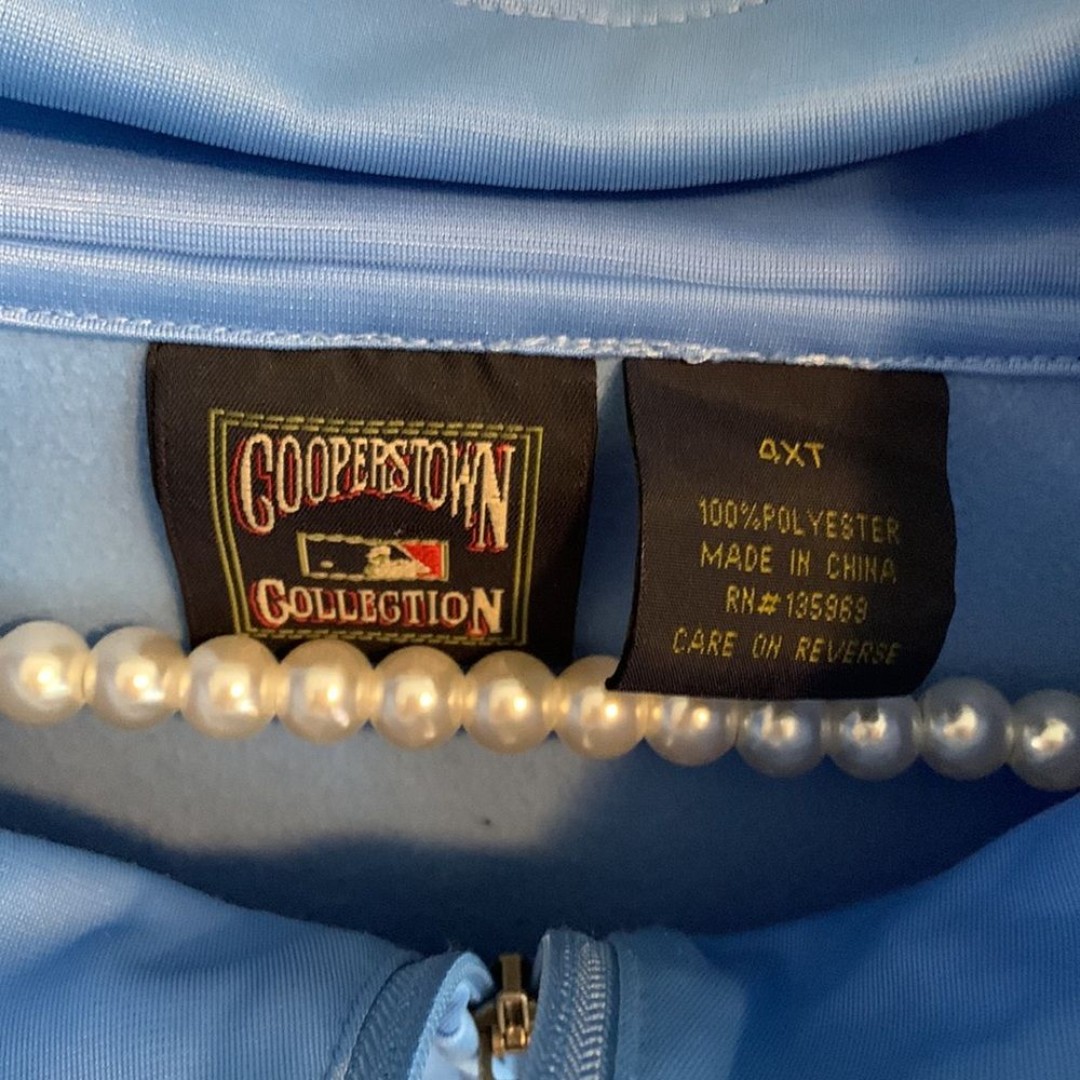 COOPERSTOWN
COLLECTION
4XT
100%POLYESTER
MADE IN CHINA
RN#135969
CARE ON REVERSE